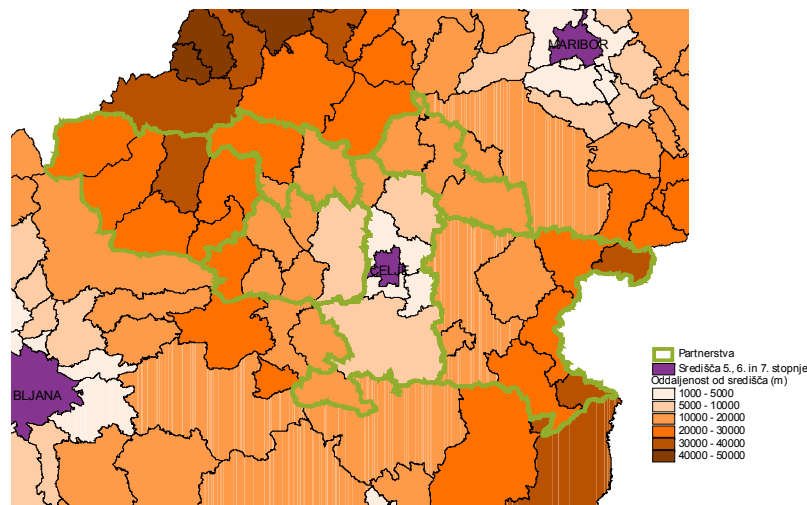 MARIBOR
CELJE
BLJANA
Partnerstva
Središča 5., 6. in 7. stopnje
Oddaljenost od središča (m)
1000 - 5000
5000 - 10000
10000 - 20000
20000 - 30000
30000 - 40000
40000 - 50000